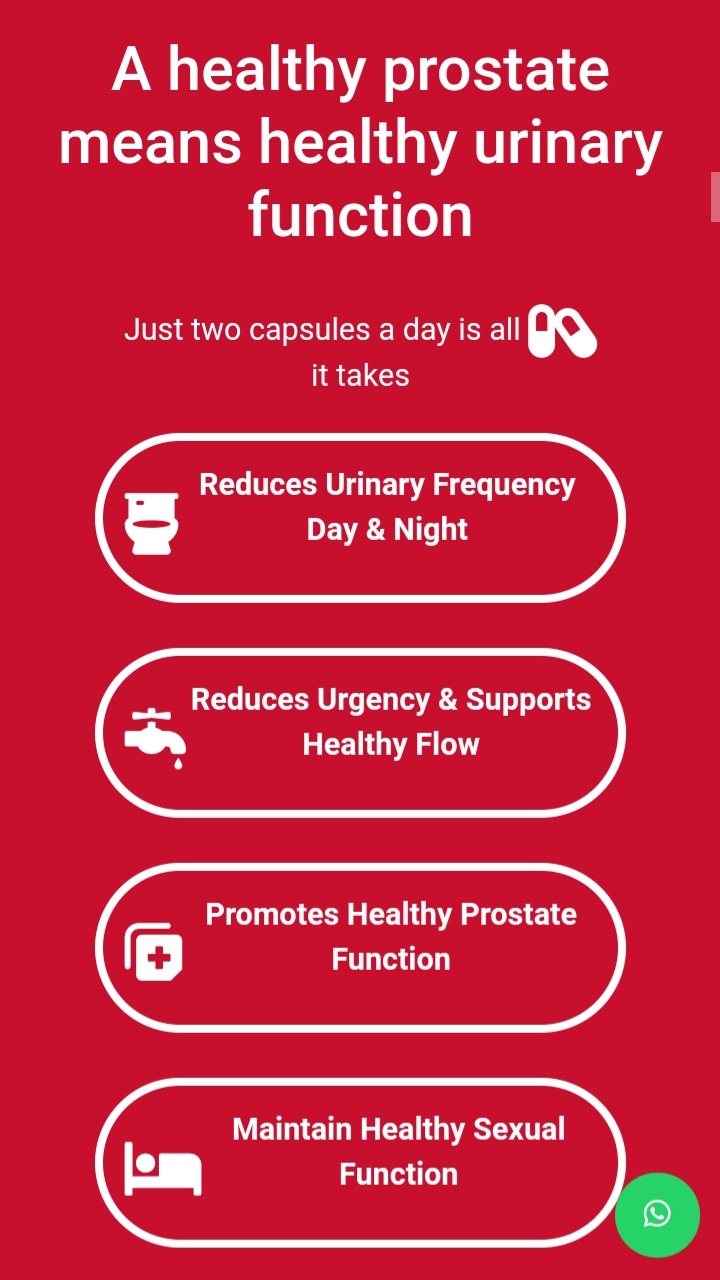 A healthy prostate
means healthy urinary
function
Just two capsules a day is all
it takes
Reduces Urinary Frequency
Day & Night
Reduces Urgency & Supports
Healthy Flow
Promotes Healthy Prostate
Function
Maintain Healthy Sexual
Function